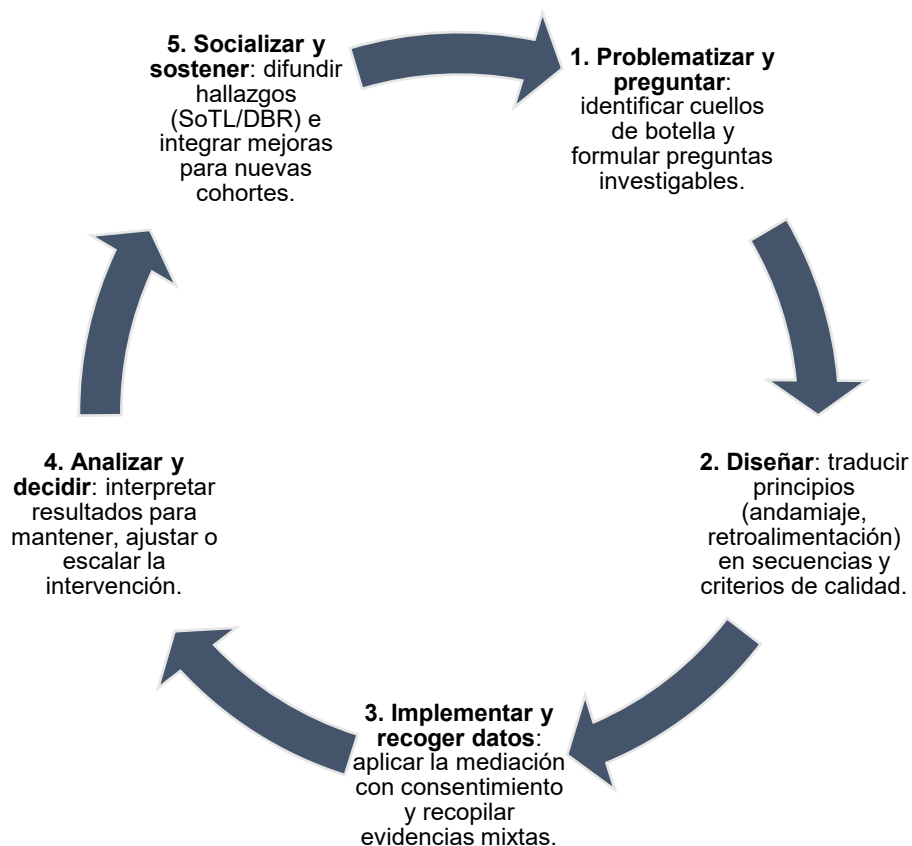 5. Socializar y
sostener: difundir
hallazgos
(SoTL/DBR) e
integrar mejoras
para nuevas
cohortes.
1. Problematizar y
preguntar:
identificar cuellos
de botella y
formular preguntas
investigables.
2. Diseñar: traducir
principios
(andamiaje,
retroalimentación)
en secuencias y
criterios de calidad.
3. Implementar y
recoger datos:
aplicar la mediación
con consentimiento
y recopilar
evidencias mixtas.
4. Analizar y
decidir: interpretar
resultados para
mantener, ajustar o
escalar la
intervención.